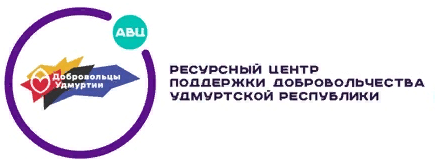 АВЦ
Добровольцы
Удмуртии
РЕСУРСНЫЙ ЦЕНТР
ПОДДЕРЖКИ ДОБРОВОЛЬЧЕСТВА
УДМУРТСКОЙ РЕСПУБЛИКИ